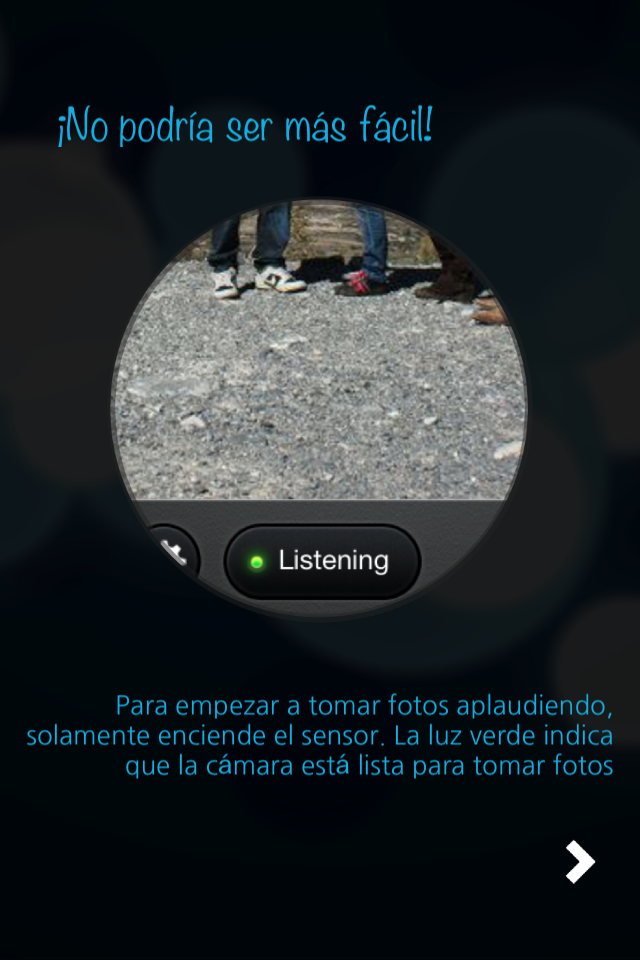 ¡No podría ser más fácil!
Listening
Para empezar a tomar fotos aplaudiendo,
solamente enciende el sensor. La luz verde indica
que la cámara está lista para tomar fotos